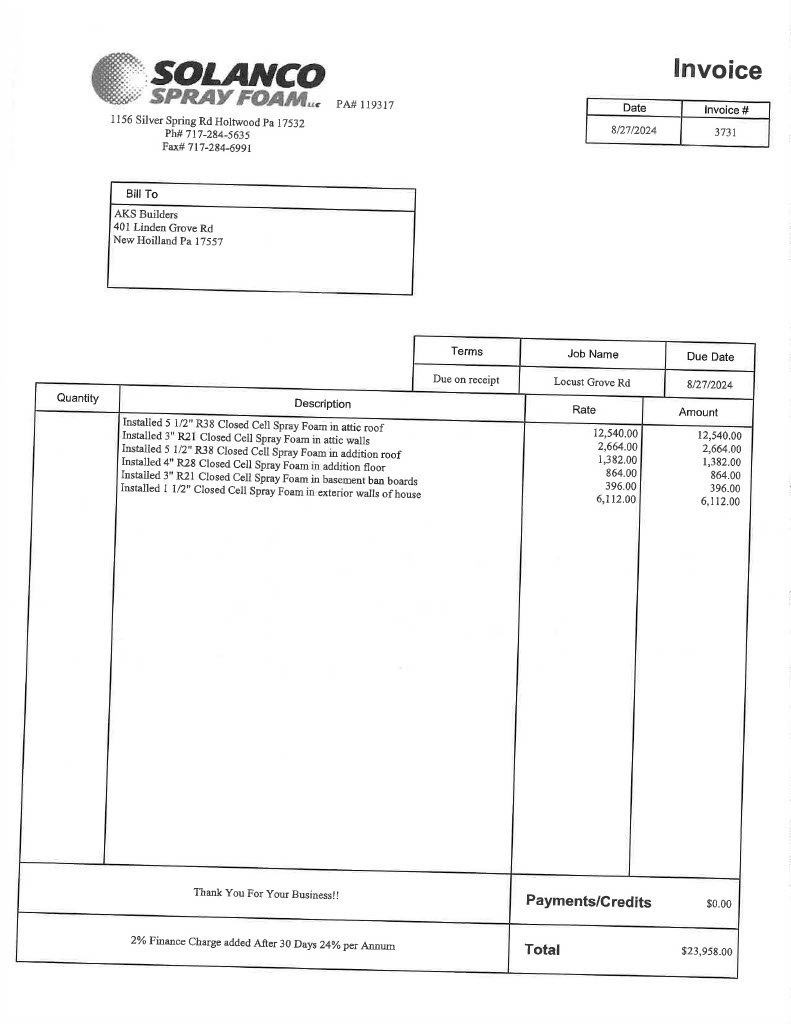 SOLANCO
SPRAY FOAM LLC
PA# 119317
1156 Silver Spring Rd Holtwood Pa 17532
Ph# 717-284-5635
Fax# 717-284-6991
Invoice
Date Invoice #
8/27/2024 3731
Bill To
AKS Builders
401 Linden Grove Rd
New Hoilland Pa 17557
Terms Job Name Due Date
Due on receipt Locust Grove Rd 8/27/2024
Quantity Description Rate Amount
Installed 5 1/2" R38 Closed Cell Spray Foam in attic roof 12,540.00 12,540.00
Installed 3" R21 Closed Cell Spray Foam in attic walls 2,664.00 2,664.00
Installed 5 1/2" R38 Closed Cell Spray Foam in addition roof 1,382.00 1,382.00
Installed 4" R28 Closed Cell Spray Foam in addition floor 864.00 864.00
Installed 3" R21 Closed Cell Spray Foam in basement ban boards 396.00 396.00
Installed 1 1/2" Closed Cell Spray Foam in exterior walls of house 6,112.00 6,112.00
Thank You For Your Business!!
Payments/Credits $0.00
2% Finance Charge added After 30 Days 24% per Annum
Total $23,958.00